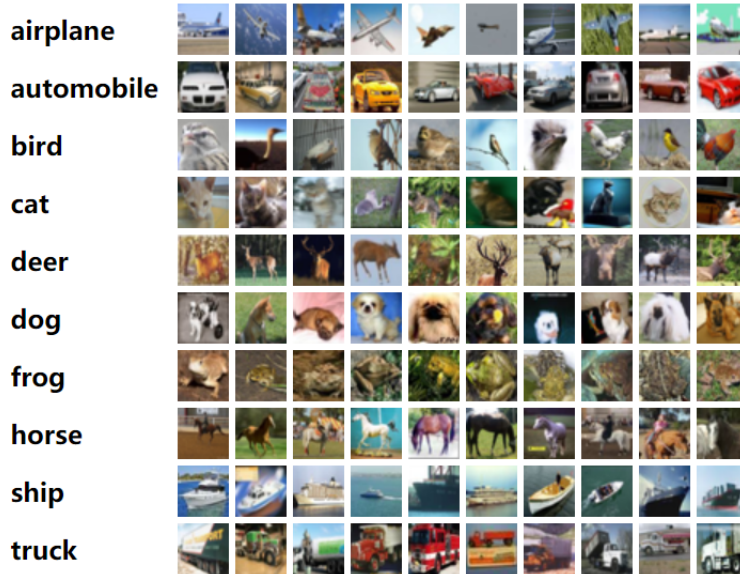 airplane
automobile
bird
cat
deer
dog
frog
horse
ship
truck